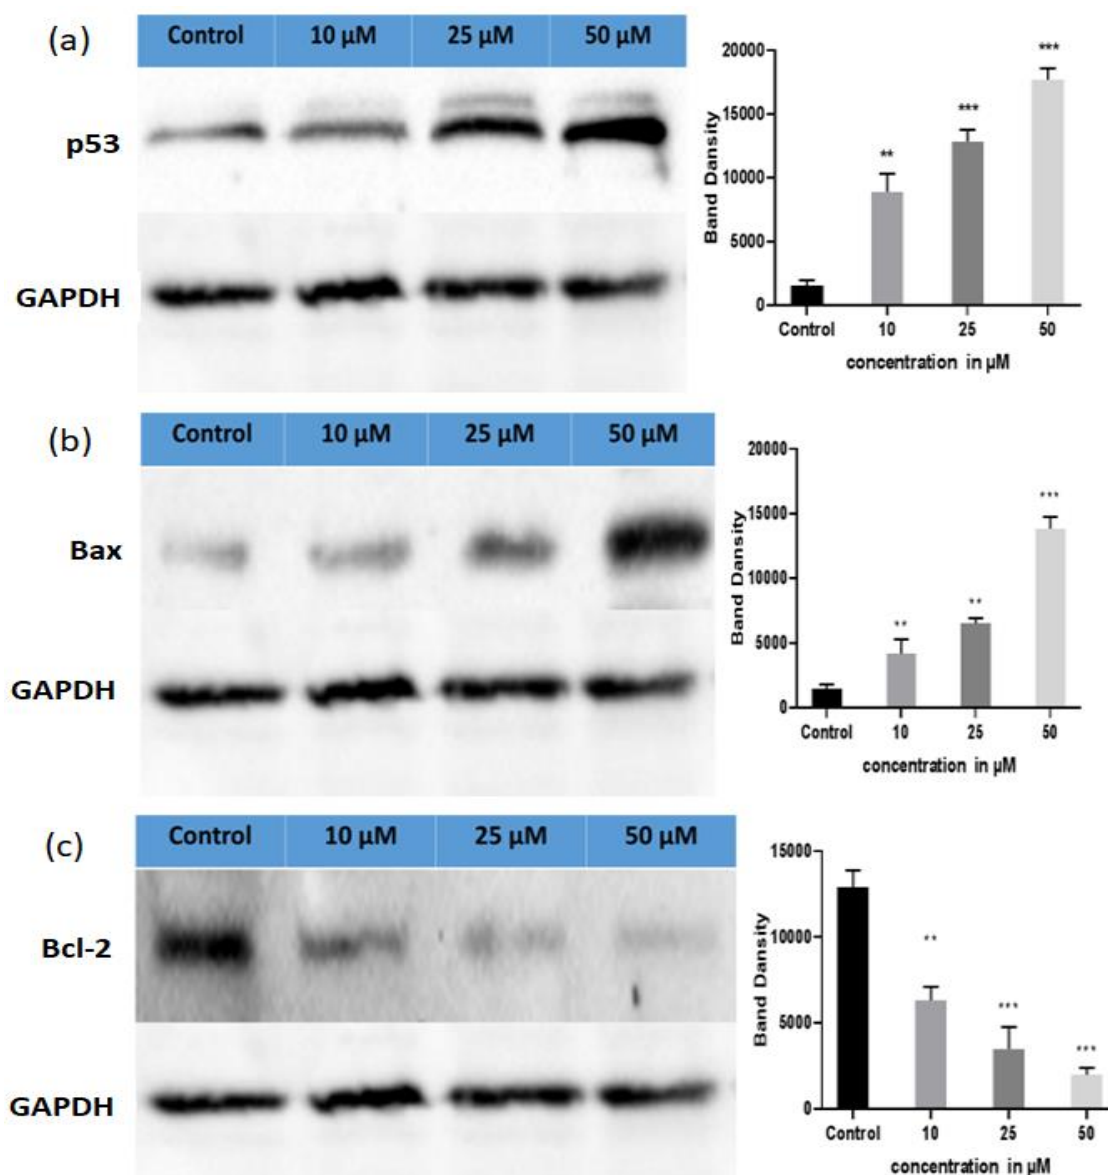 (a)
Control 10 µM 25 µM 50 µM
p53
GAPDH
20000
15000
10000
5000
0
Band Dansity
**
***
***
Control 10 25 50
concentration in µM
(b)
Control 10 µM 25 µM 50 µM
Bax
GAPDH
20000
15000
10000
5000
0
Band Dansity
**
**
***
Control 10 25 50
concentration in µM
(c)
Control 10 µM 25 µM 50 µM
Bcl-2
GAPDH
15000
10000
5000
0
Band Dansity
**
***
***
Control 10 25 50
concentration in µM